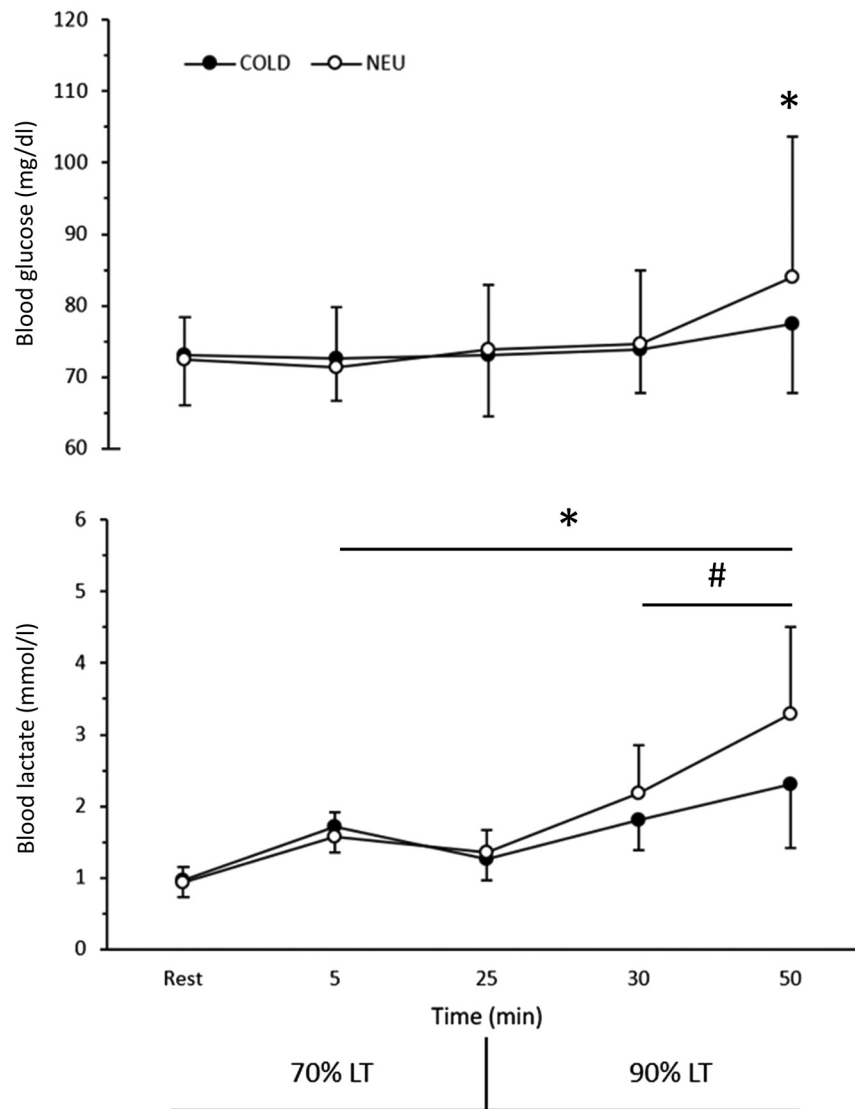 120
COLD NEU
110
*
100
90
80
70
60
Blood glucose (mg/dl)
6
*
5
#
4
3
2
1
0
Blood lactate (mmol/l)
Rest 5 25 30 50
Time (min)
70% LT 90% LT